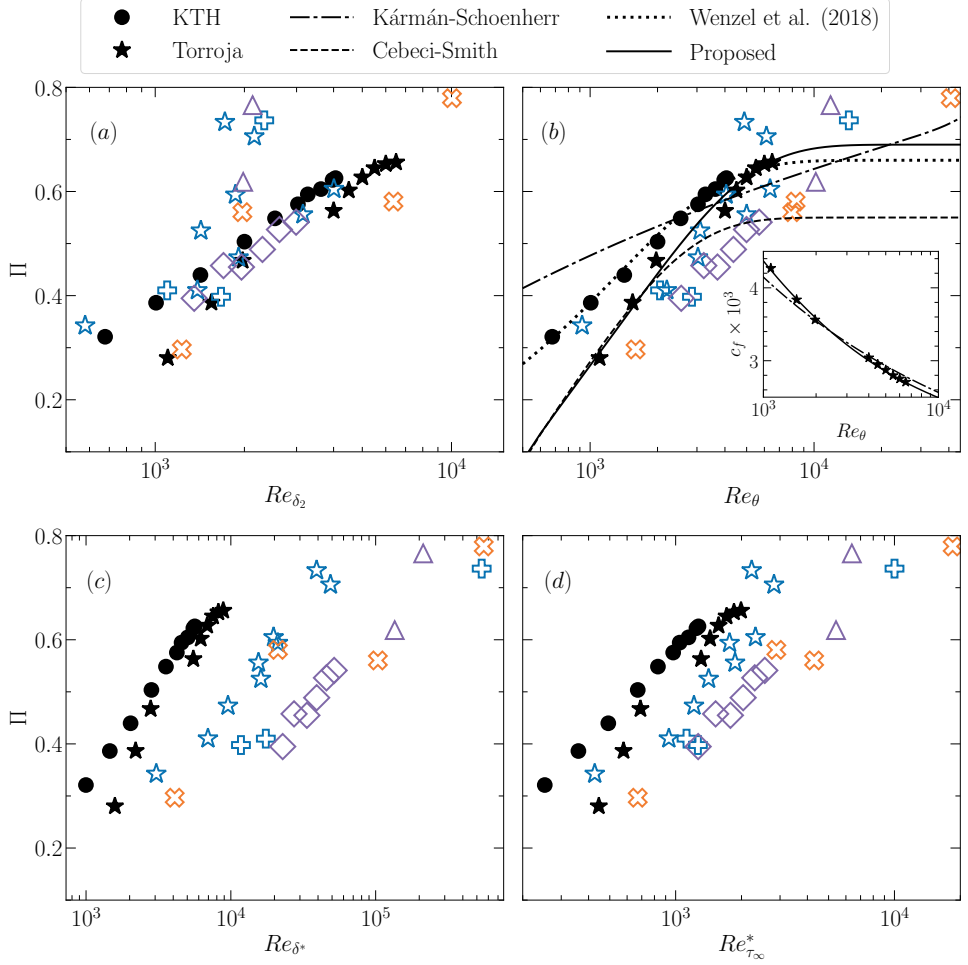 KTH Kármán-Schoenherr Wenzel et al. (2018)
Torroja Cebeci-Smith Proposed
0.8
0.6
0.4
0.2
Π
(a)
10³ 10⁴
Re_{δ₂}
(b)
10³ 10⁴
Re_θ
4
3
c_f × 10³
10³ 10⁴
Re_θ
0.8
0.6
0.4
0.2
Π
(c)
10³ 10⁴ 10⁵
Re_{δ*}
(d)
10³ 10⁴
Re*_{τ∞}